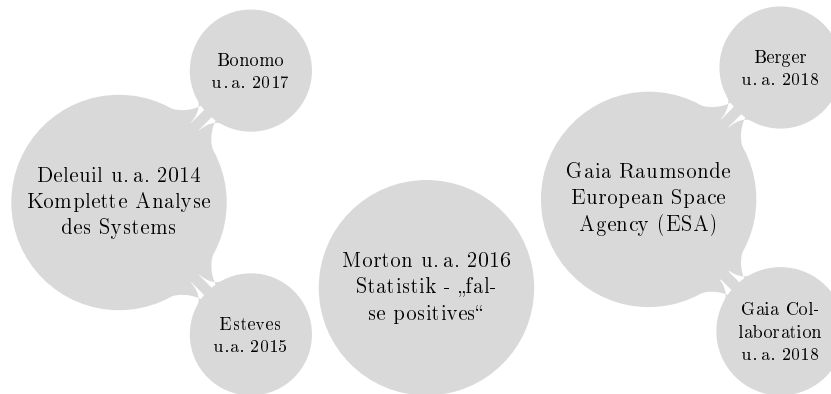 Bonomo
u. a. 2017
Deleuil u. a. 2014
Komplette Analyse
des Systems
Esteves
u.a. 2015
Morton u. a. 2016
Statistik - „fal-
se positives“
Berger
u. a. 2018
Gaia Raumsonde
European Space
Agency (ESA)
Gaia Col-
laboration
u. a. 2018